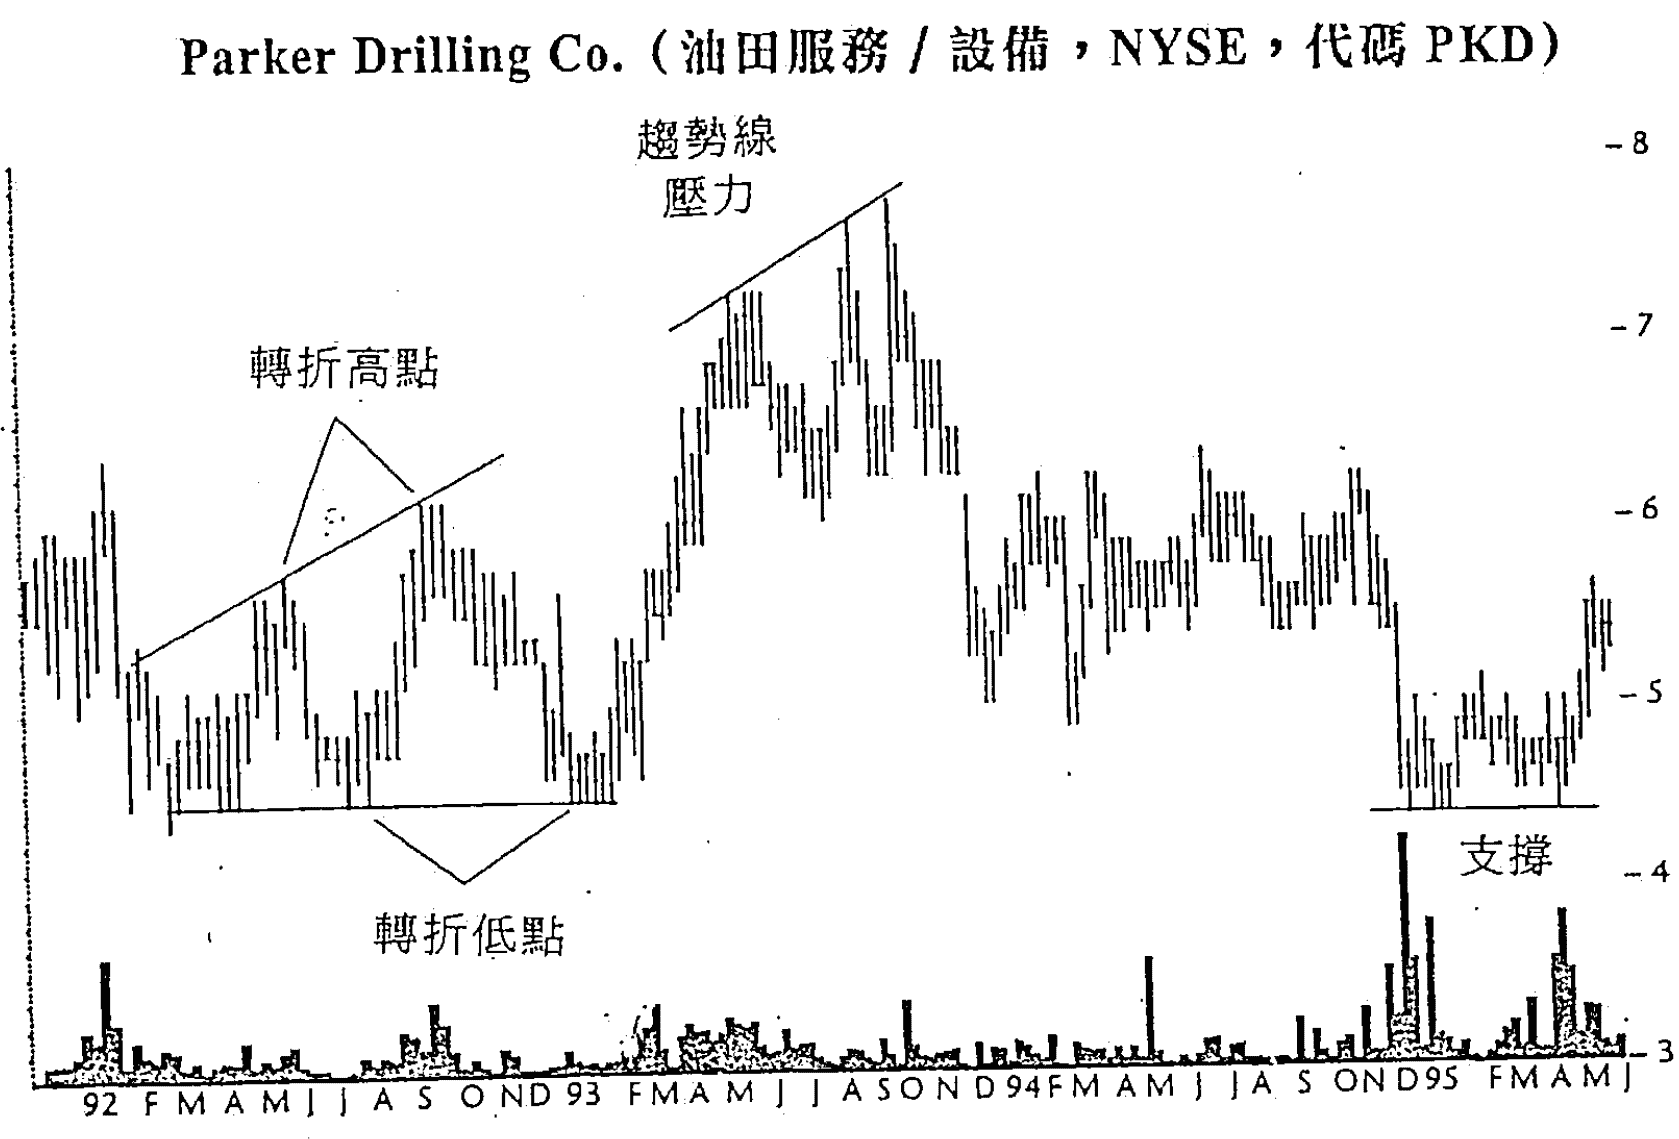 Parker Drilling Co.（油田服務/設備，NYSE，代碼 PKD）
趨勢線
壓力
轉折高點
轉折低點
支撐
- 8
- 7
- 6
- 5
- 4
- 3
92 F M A M J J A S O N D 93 F M A M J J A S O N D 94 F M A M J J A S O N D 95 F M A M J